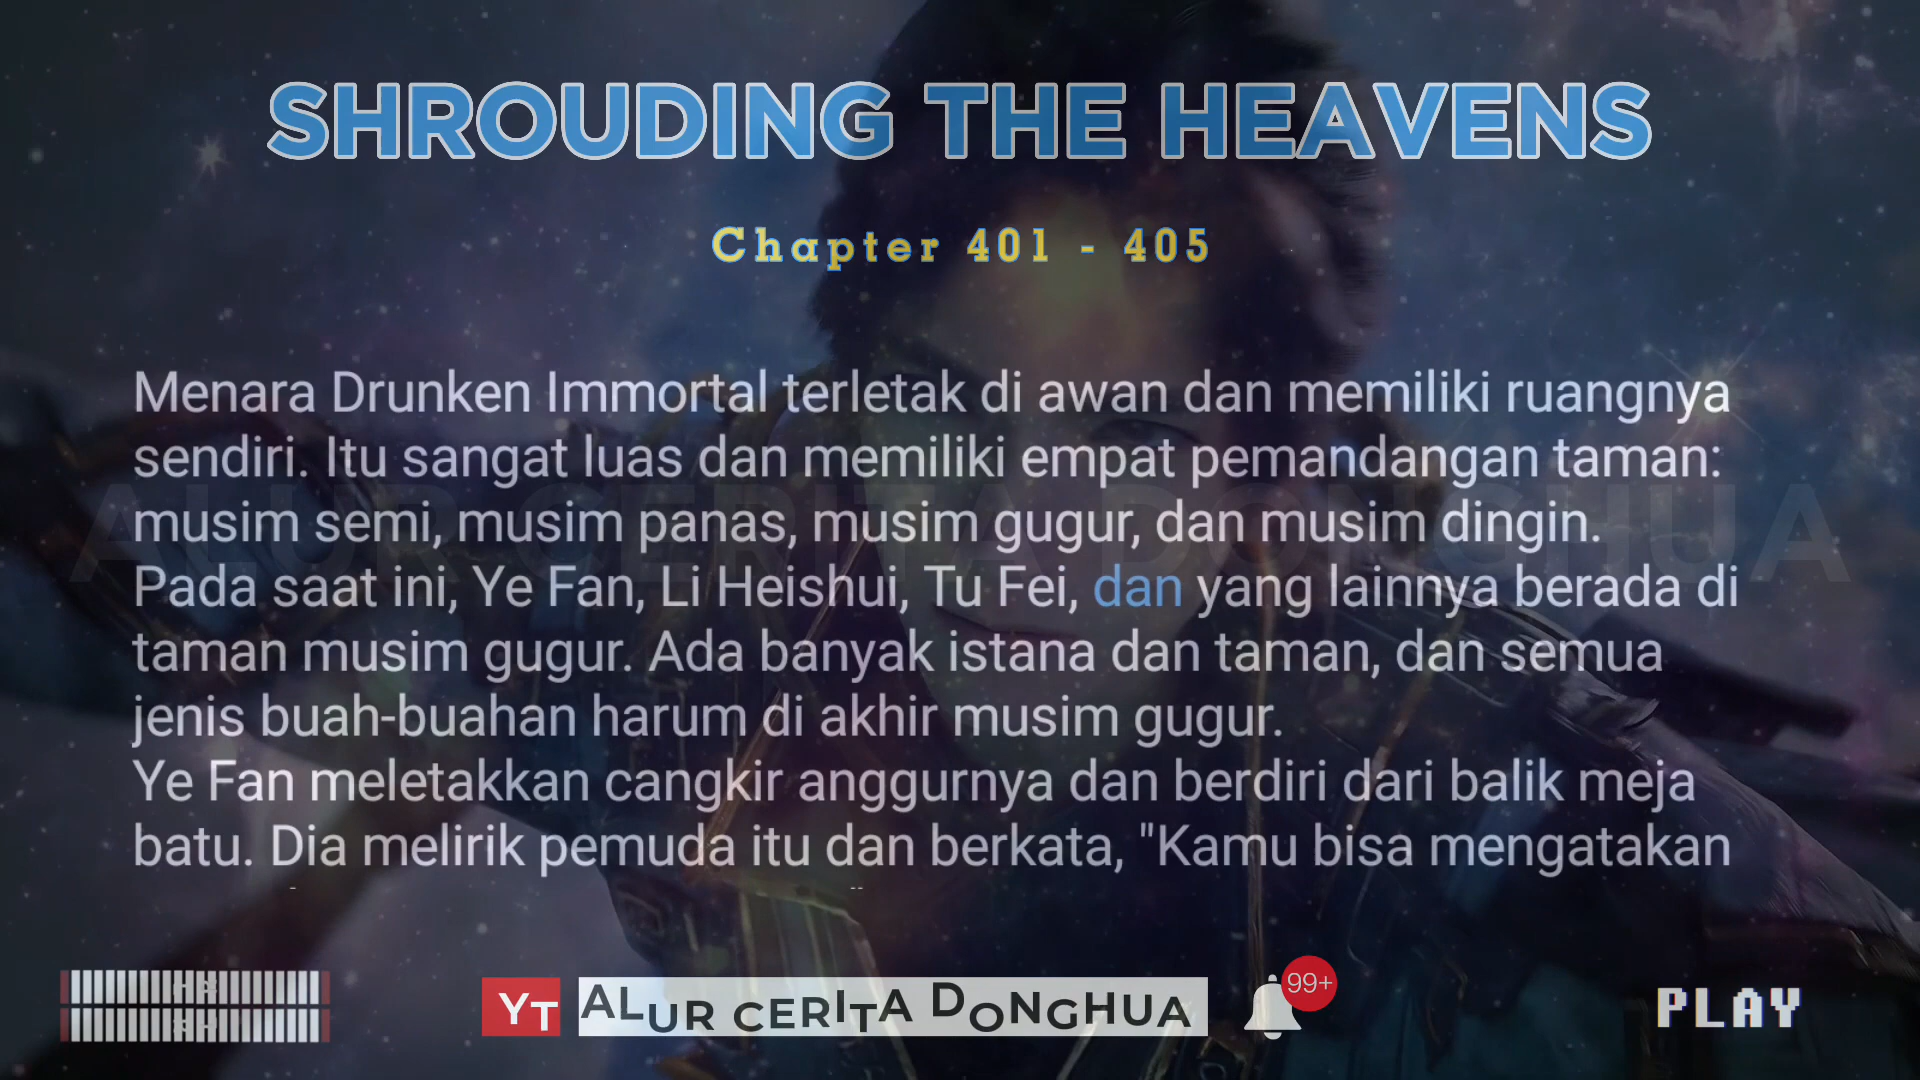 SHROUDING THE HEAVENS
Chapter 401 - 405
Menara Drunken Immortal terletak di awan dan memiliki ruangnya
sendiri. Itu sangat luas dan memiliki empat pemandangan taman:
ALUR CERITA DONGHUA
musim semi, musim panas, musim gugur, dan musim dingin.
Pada saat ini, Ye Fan, Li Heishui, Tu Fei, dan yang lainnya berada di
taman musim gugur. Ada banyak istana dan taman, dan semua
jenis buah-buahan harum di akhir musim gugur.
Ye Fan meletakkan cangkir anggurnya dan berdiri dari balik meja
batu. Dia melirik pemuda itu dan berkata, "Kamu bisa mengatakan
YT ALUR CERITA DONGHUA
99+
PLAY